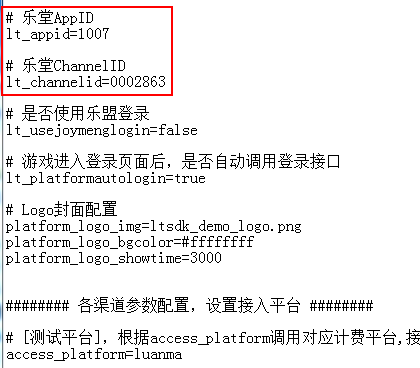 # 乐堂AppID
lt_appid=1007
# 乐堂ChannelID
lt_channelid=0002863
# 是否使用乐盟登录
lt_usejoymenglogin=false
# 游戏进入登录页面后，是否自动调用登录接口
lt_platformautologin=true
# Logo封面配置
platform_logo_img=ltsdk_demo_logo.png
platform_logo_bgcolor=#ffffffff
platform_logo_showtime=3000
######## 各渠道参数配置，设置接入平台 ########
# [测试平台]，根据access_platform调用对应计费平台,接
access_platform=luanma